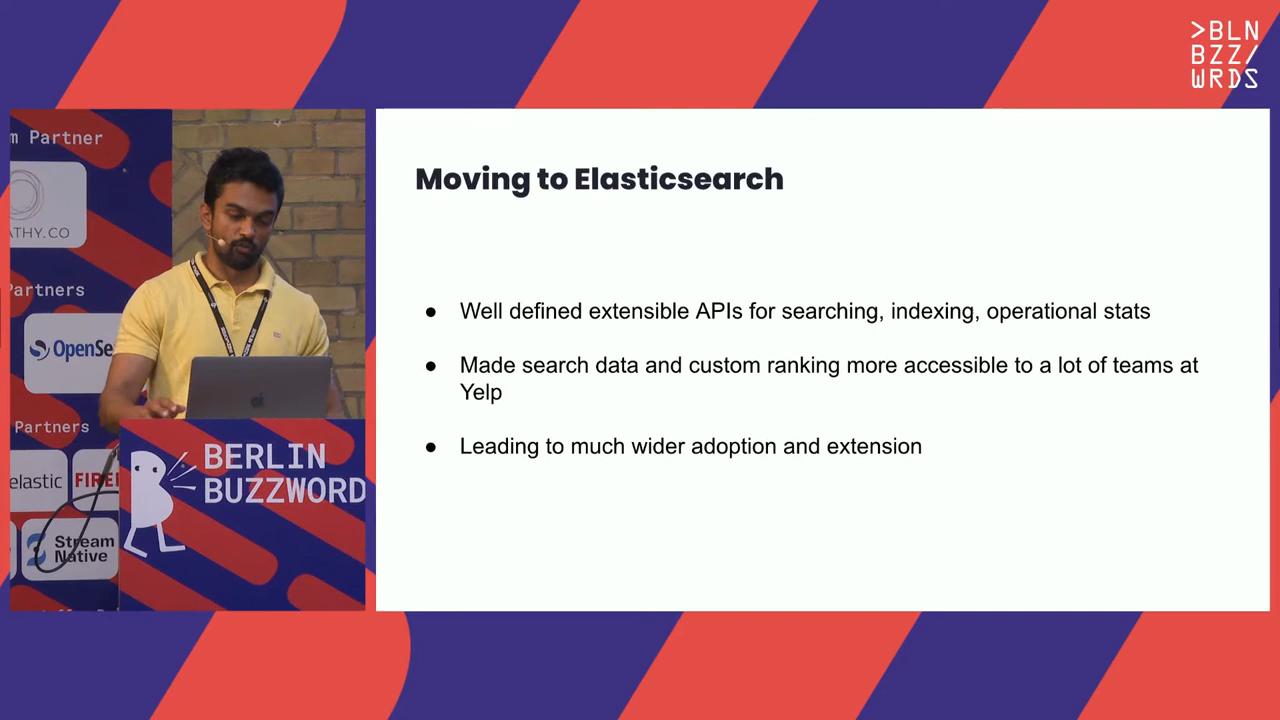 >BLN
BZZ/
WRDS
m Partner
ATHY.CO
Partners
OpenSe
Partners
elastic
FIRE
Stream
Native
BERLIN
BUZZWORD
Moving to Elasticsearch
● Well defined extensible APIs for searching, indexing, operational stats
● Made search data and custom ranking more accessible to a lot of teams at
Yelp
● Leading to much wider adoption and extension